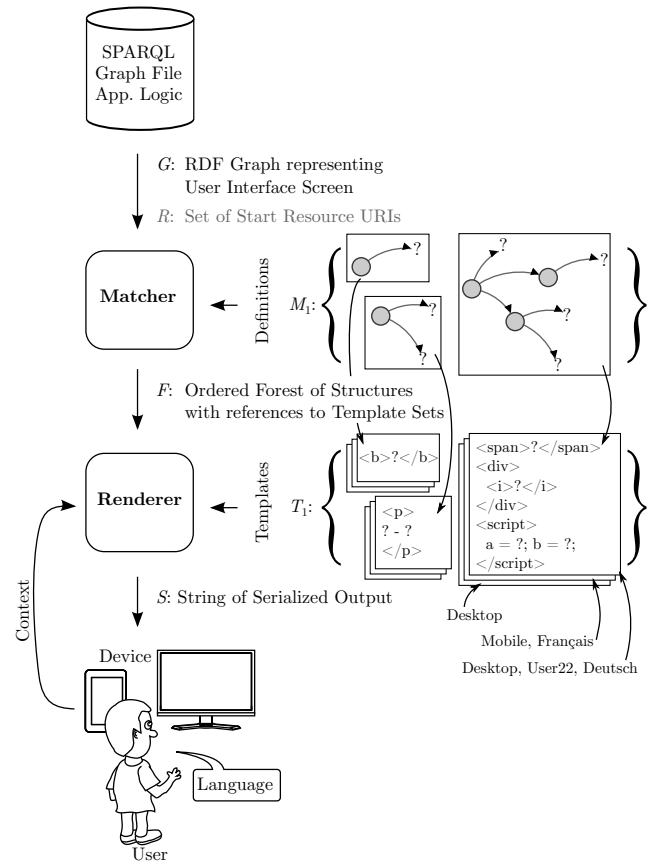 SPARQL
Graph File
App. Logic
G: RDF Graph representing
User Interface Screen
R: Set of Start Resource URIs
Matcher
Definitions
M1:
?
?
?
?
?
?
?
F: Ordered Forest of Structures
with references to Template Sets
Renderer
Templates
T1:
<b>?</b>
<p>
? - ?
</p>
<span>?</span>
<div>
<i>?</i>
</div>
<script>
a = ?; b = ?;
</script>
Desktop
Mobile, Français
Desktop, User22, Deutsch
S: String of Serialized Output
Context
Device
Language
User